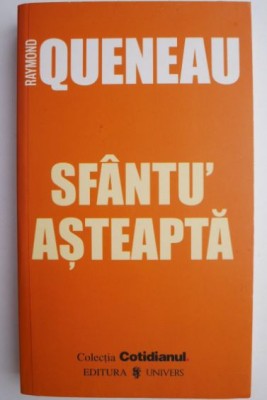 RAYMOND
QUENEAU
SFÂNTU'
AȘTEAPTĂ
Colecția Cotidianul
EDITURA UNIVERS